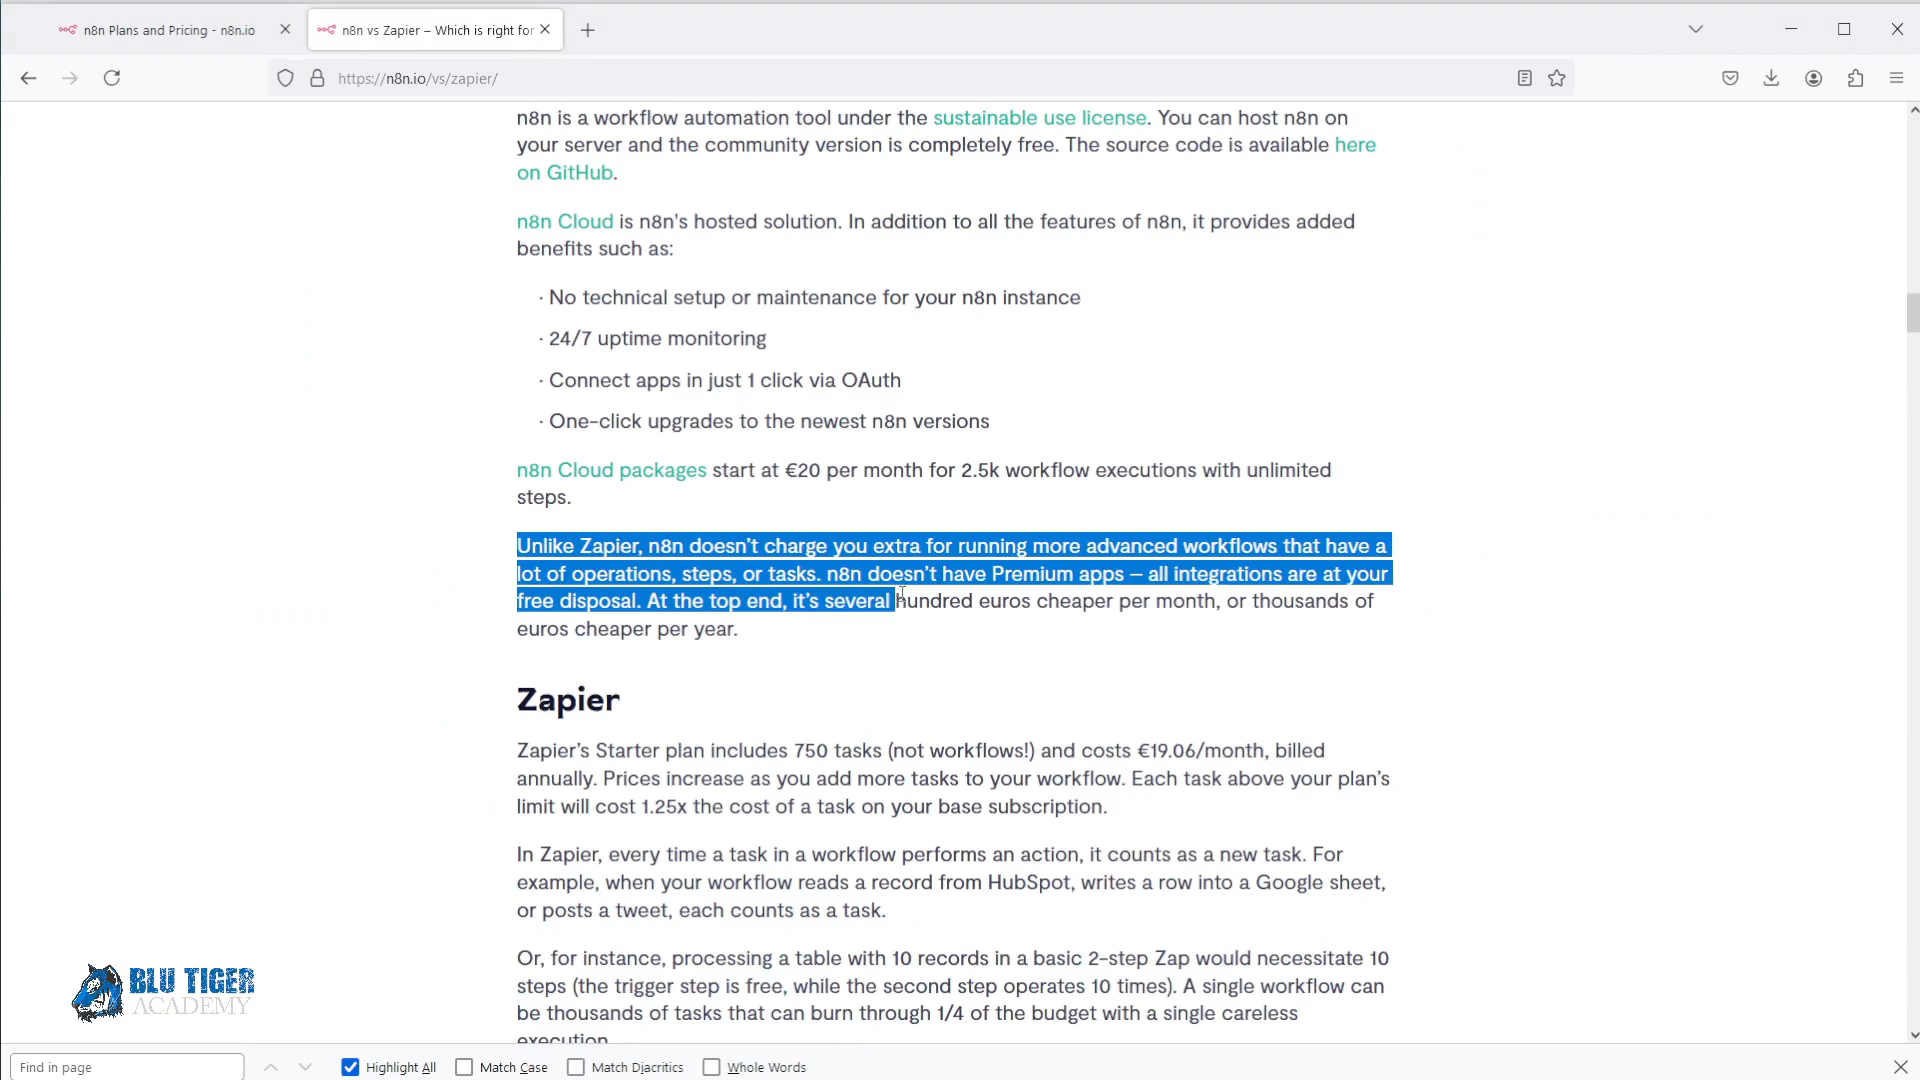 n8n Plans and Pricing - n8n.io
n8n vs Zapier – Which is right for
https://n8n.io/vs/zapier/
n8n is a workflow automation tool under the sustainable use license. You can host n8n on
your server and the community version is completely free. The source code is available here
on GitHub.
n8n Cloud is n8n's hosted solution. In addition to all the features of n8n, it provides added
benefits such as:
· No technical setup or maintenance for your n8n instance
· 24/7 uptime monitoring
· Connect apps in just 1 click via OAuth
· One-click upgrades to the newest n8n versions
n8n Cloud packages start at €20 per month for 2.5k workflow executions with unlimited
steps.
Unlike Zapier, n8n doesn’t charge you extra for running more advanced workflows that have a
lot of operations, steps, or tasks. n8n doesn’t have Premium apps – all integrations are at your
free disposal. At the top end, it’s several hundred euros cheaper per month, or thousands of
euros cheaper per year.
Zapier
Zapier’s Starter plan includes 750 tasks (not workflows!) and costs €19.06/month, billed
annually. Prices increase as you add more tasks to your workflow. Each task above your plan’s
limit will cost 1.25x the cost of a task on your base subscription.
In Zapier, every time a task in a workflow performs an action, it counts as a new task. For
example, when your workflow reads a record from HubSpot, writes a row into a Google sheet,
or posts a tweet, each counts as a task.
Or, for instance, processing a table with 10 records in a basic 2-step Zap would necessitate 10
steps (the trigger step is free, while the second step operates 10 times). A single workflow can
be thousands of tasks that can burn through 1/4 of the budget with a single careless
execution.
BLU TIGER
ACADEMY
Find in page
Highlight All
Match Case
Match Diacritics
Whole Words